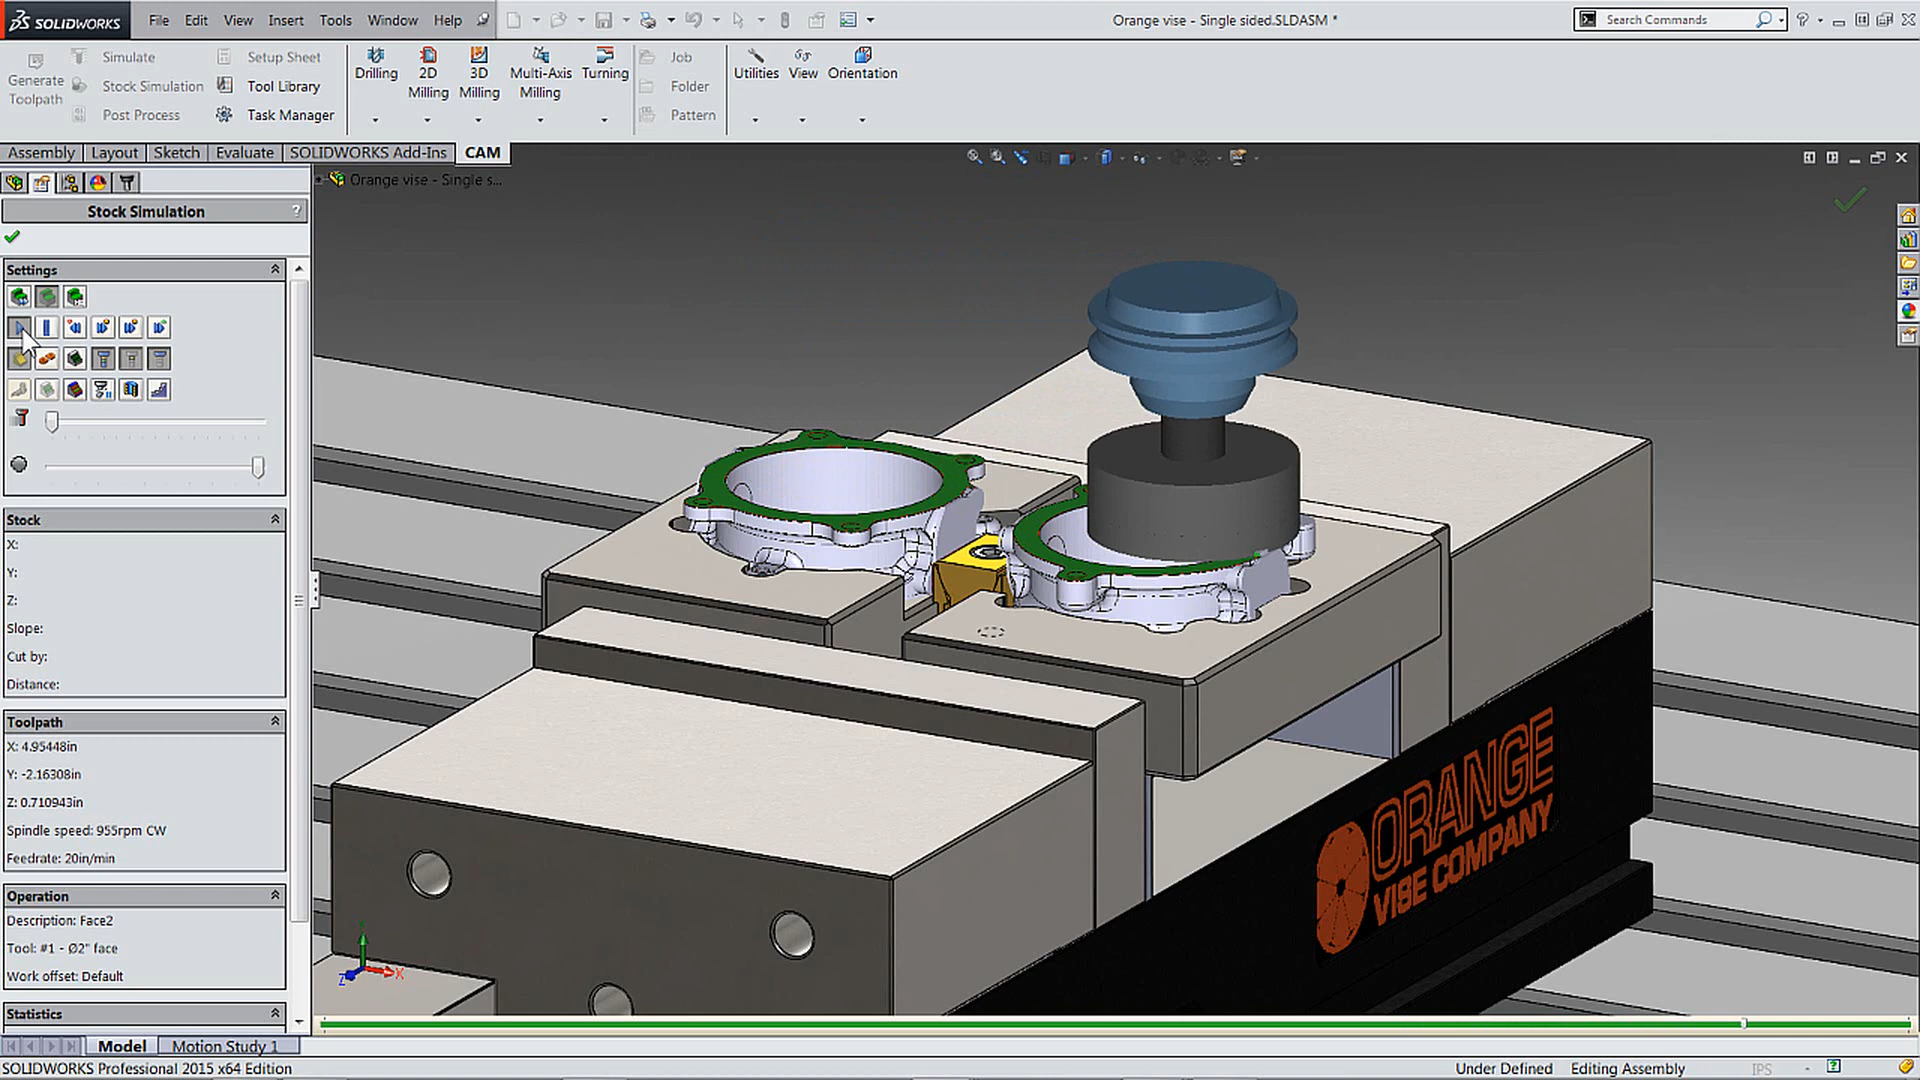 SOLIDWORKS
File Edit View Insert Tools Window Help
Orange vise - Single sided.SLDASM *
Search Commands
Generate Toolpath
Simulate
Stock Simulation
Post Process
Setup Sheet
Tool Library
Task Manager
Drilling
2D Milling
3D Milling
Multi-Axis Milling
Turning
Job
Folder
Pattern
Utilities
View
Orientation
Assembly Layout Sketch Evaluate SOLIDWORKS Add-Ins CAM
Orange vise - Single s...
Stock Simulation ?
Settings
Stock
X:
Y:
Z:
Slope:
Cut by:
Distance:
Toolpath
X: 4.95448in
Y: -2.16308in
Z: 0.710943in
Spindle speed: 955rpm CW
Feedrate: 20in/min
Operation
Description: Face2
Tool: #1 - Ø2" face
Work offset: Default
Statistics
ORANGE
VISE COMPANY
Y
X
Z
Model Motion Study 1
SOLIDWORKS Professional 2015 x64 Edition
Under Defined Editing Assembly IPS